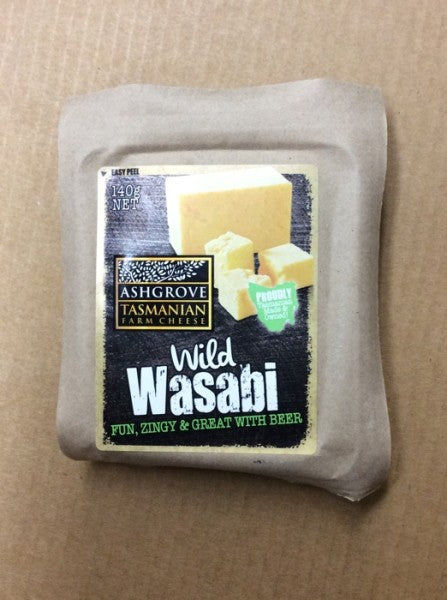 EASY PEEL
140g
NET
ASHGROVE
TASMANIAN
FARM CHEESE
PROUDLY
Tasmanian
Made &
Owned!
Wild
Wasabi
FUN, ZINGY & GREAT WITH BEER